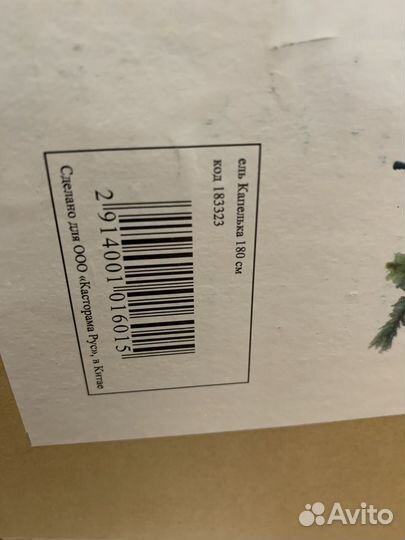 ель Капелька 180 см
код 183323
2 914001 016015
Сделано для ООО «Касторама Рус», в Китае
Avito